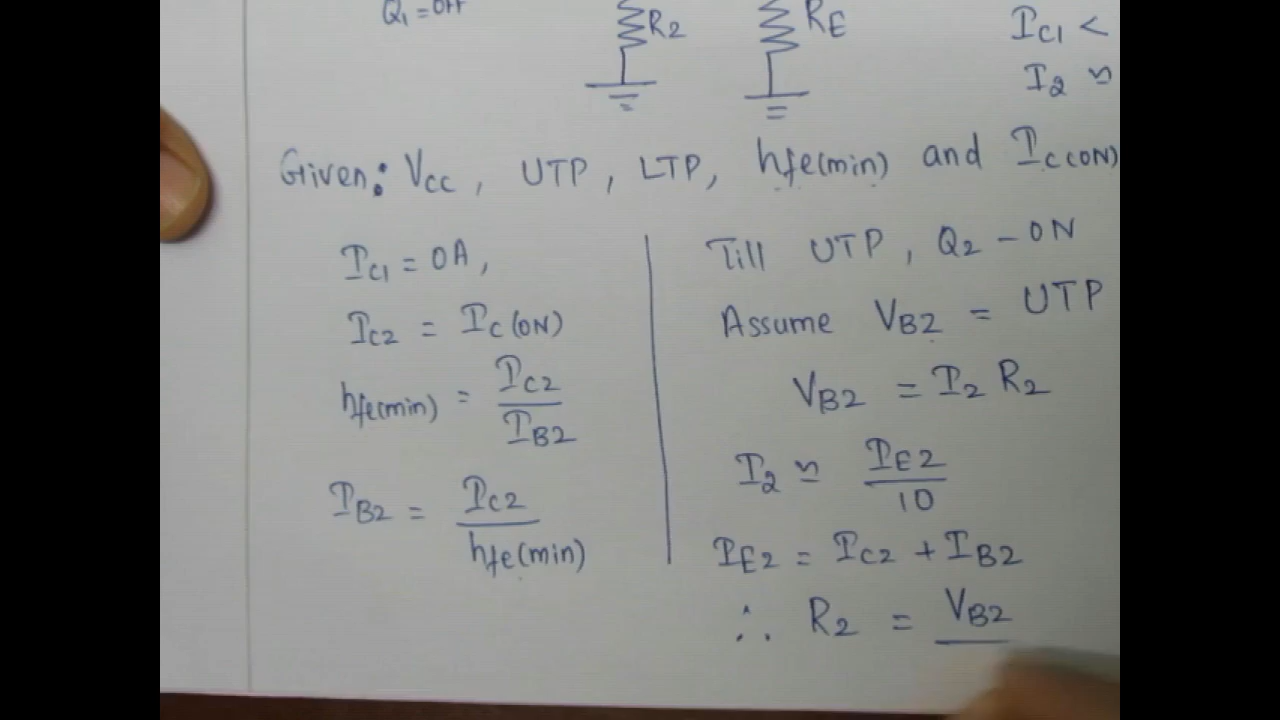 Q1 = OFF
R2 RE
IC1 <
I2 ≃
Given: VCC, UTP, LTP, hfe(min) and IC(ON)
IC1 = 0A,
IC2 = IC(ON)
hfe(min) = IC2 / IB2
IB2 = IC2 / hfe(min)
Till UTP, Q2 - ON
Assume VB2 = UTP
VB2 = I2 R2
I2 ≃ IE2 / 10
IE2 = IC2 + IB2
∴ R2 = VB2